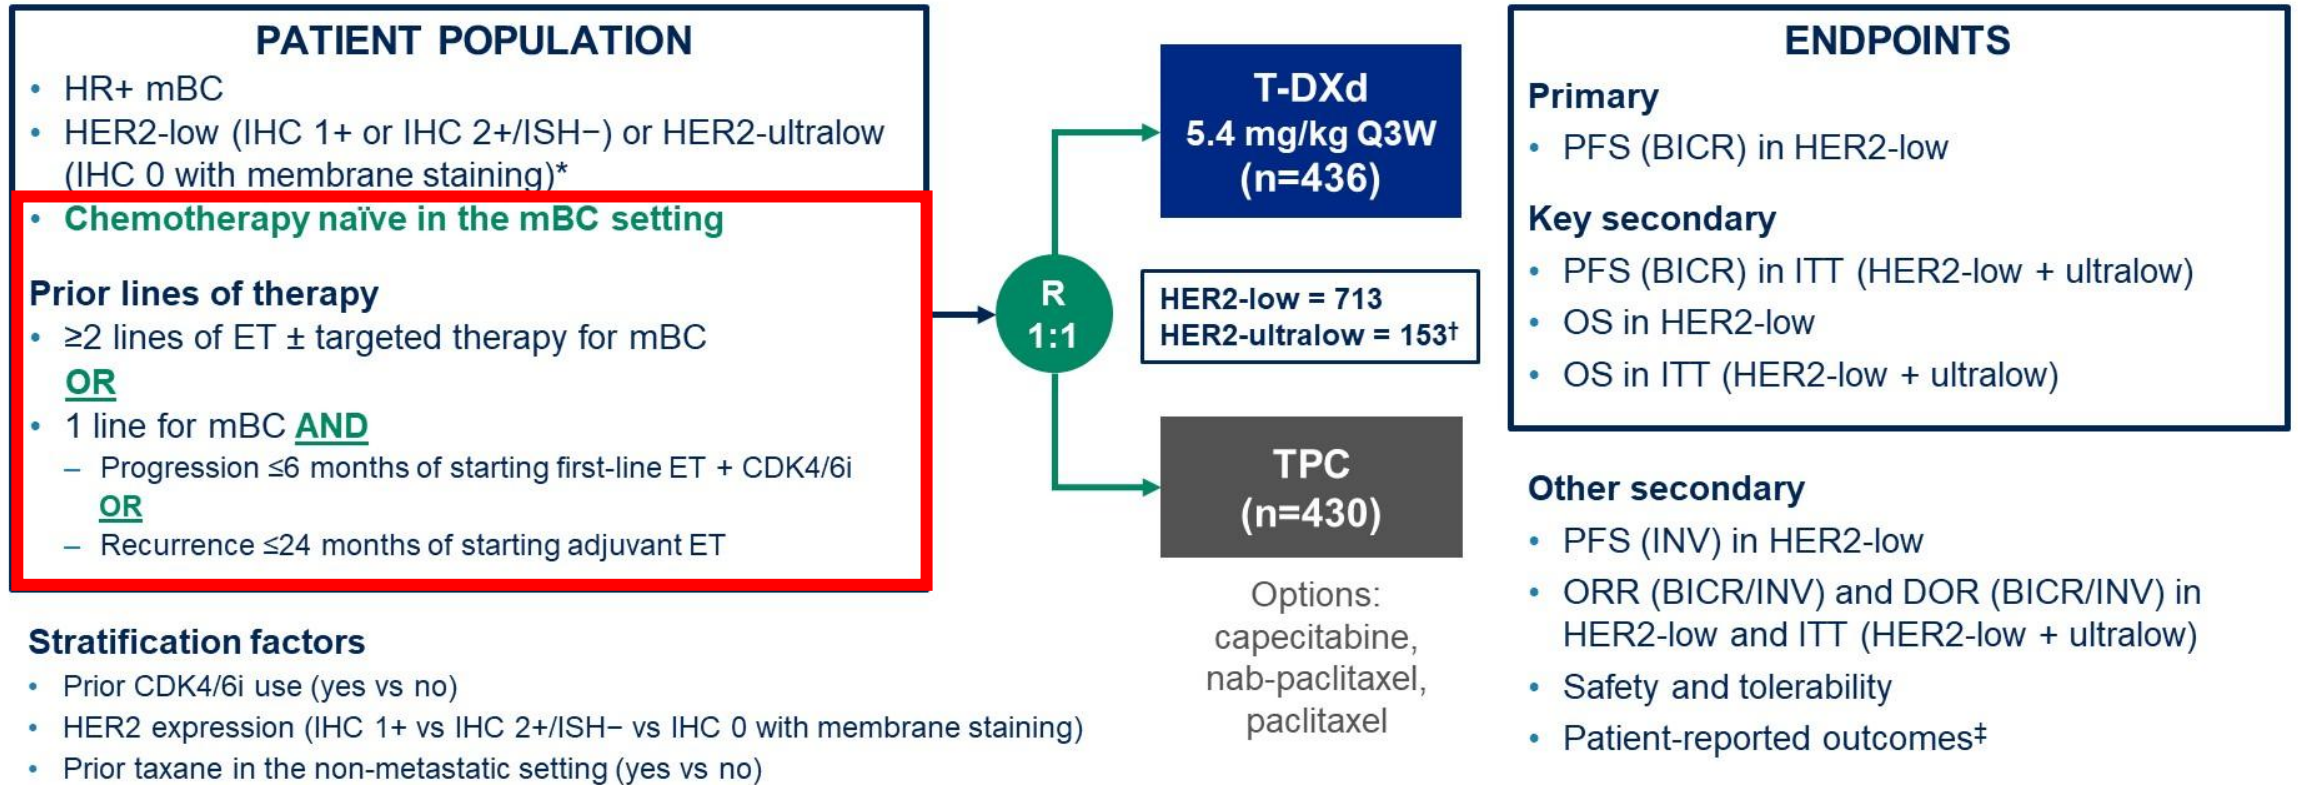 PATIENT POPULATION
• HR+ mBC
• HER2-low (IHC 1+ or IHC 2+/ISH−) or HER2-ultralow
(IHC 0 with membrane staining)*
• Chemotherapy naïve in the mBC setting
Prior lines of therapy
• ≥2 lines of ET ± targeted therapy for mBC
OR
• 1 line for mBC AND
– Progression ≤6 months of starting first-line ET + CDK4/6i
OR
– Recurrence ≤24 months of starting adjuvant ET
Stratification factors
• Prior CDK4/6i use (yes vs no)
• HER2 expression (IHC 1+ vs IHC 2+/ISH− vs IHC 0 with membrane staining)
• Prior taxane in the non-metastatic setting (yes vs no)
R
1:1
T-DXd
5.4 mg/kg Q3W
(n=436)
HER2-low = 713
HER2-ultralow = 153†
TPC
(n=430)
Options:
capecitabine,
nab-paclitaxel,
paclitaxel
ENDPOINTS
Primary
• PFS (BICR) in HER2-low
Key secondary
• PFS (BICR) in ITT (HER2-low + ultralow)
• OS in HER2-low
• OS in ITT (HER2-low + ultralow)
Other secondary
• PFS (INV) in HER2-low
• ORR (BICR/INV) and DOR (BICR/INV) in
HER2-low and ITT (HER2-low + ultralow)
• Safety and tolerability
• Patient-reported outcomes‡